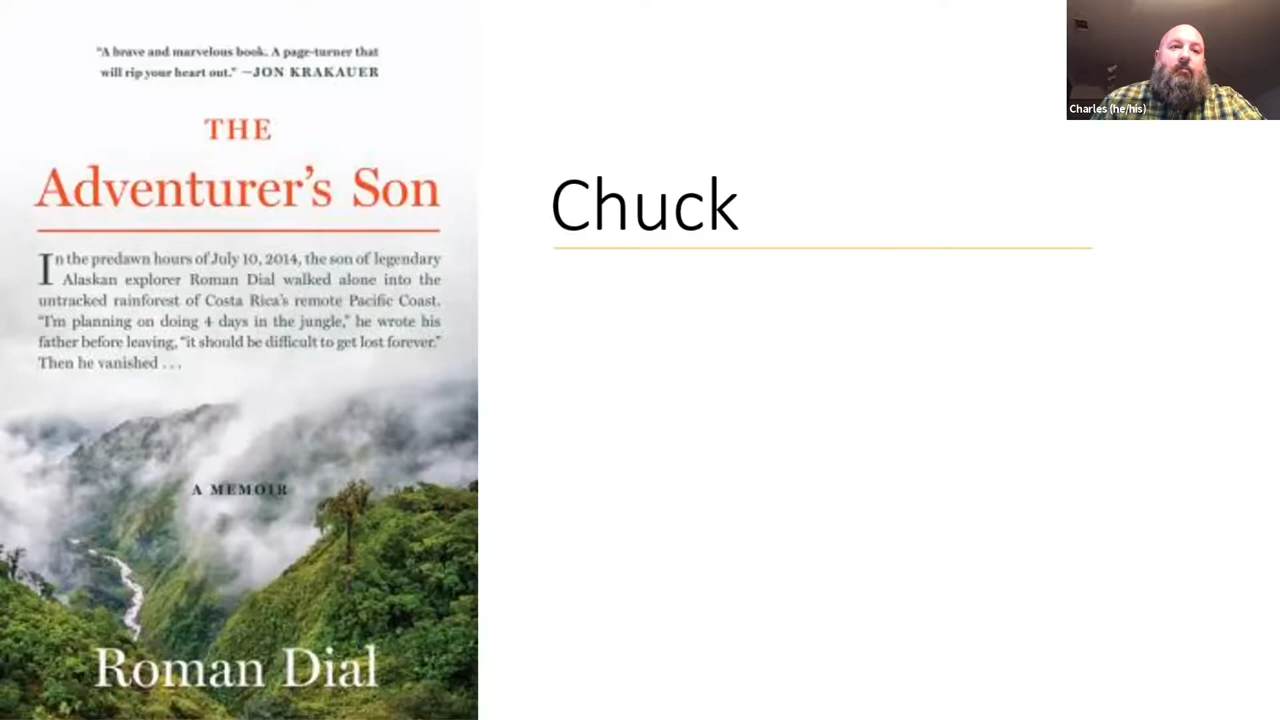 "A brave and marvelous book. A page-turner that
will rip your heart out." —JON KRAKAUER
THE
Adventurer's Son
In the predawn hours of July 10, 2014, the son of legendary
Alaskan explorer Roman Dial walked alone into the
untracked rainforest of Costa Rica's remote Pacific Coast.
"I'm planning on doing 4 days in the jungle," he wrote his
father before leaving, "it should be difficult to get lost forever."
Then he vanished . . .
A MEMOIR
Roman Dial
Chuck
Charles (he/his)